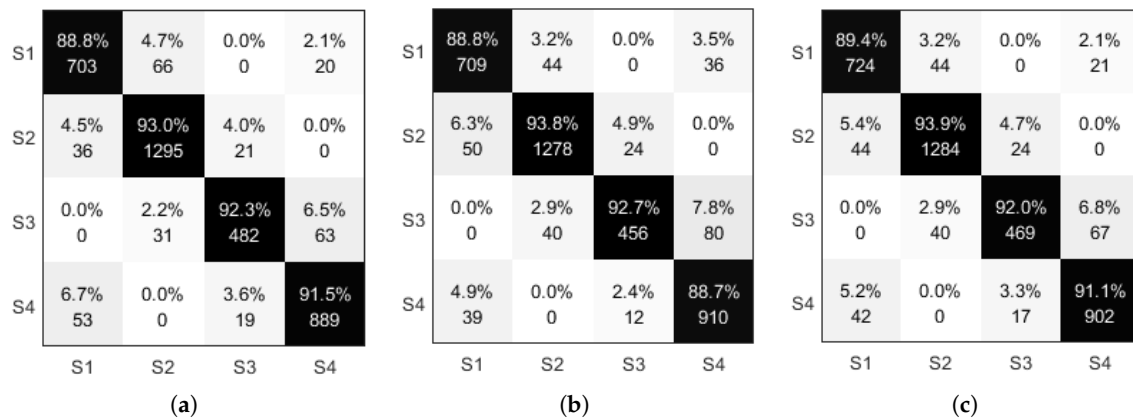 S1 88.8% 4.7% 0.0% 2.1%
703 66 0 20
S2 4.5% 93.0% 4.0% 0.0%
36 1295 21 0
S3 0.0% 2.2% 92.3% 6.5%
0 31 482 63
S4 6.7% 0.0% 3.6% 91.5%
53 0 19 889
S1 S2 S3 S4
(a)
S1 88.8% 3.2% 0.0% 3.5%
709 44 0 36
S2 6.3% 93.8% 4.9% 0.0%
50 1278 24 0
S3 0.0% 2.9% 92.7% 7.8%
0 40 456 80
S4 4.9% 0.0% 2.4% 88.7%
39 0 12 910
S1 S2 S3 S4
(b)
S1 89.4% 3.2% 0.0% 2.1%
724 44 0 21
S2 5.4% 93.9% 4.7% 0.0%
44 1284 24 0
S3 0.0% 2.9% 92.0% 6.8%
0 40 469 67
S4 5.2% 0.0% 3.3% 91.1%
42 0 17 902
S1 S2 S3 S4
(c)